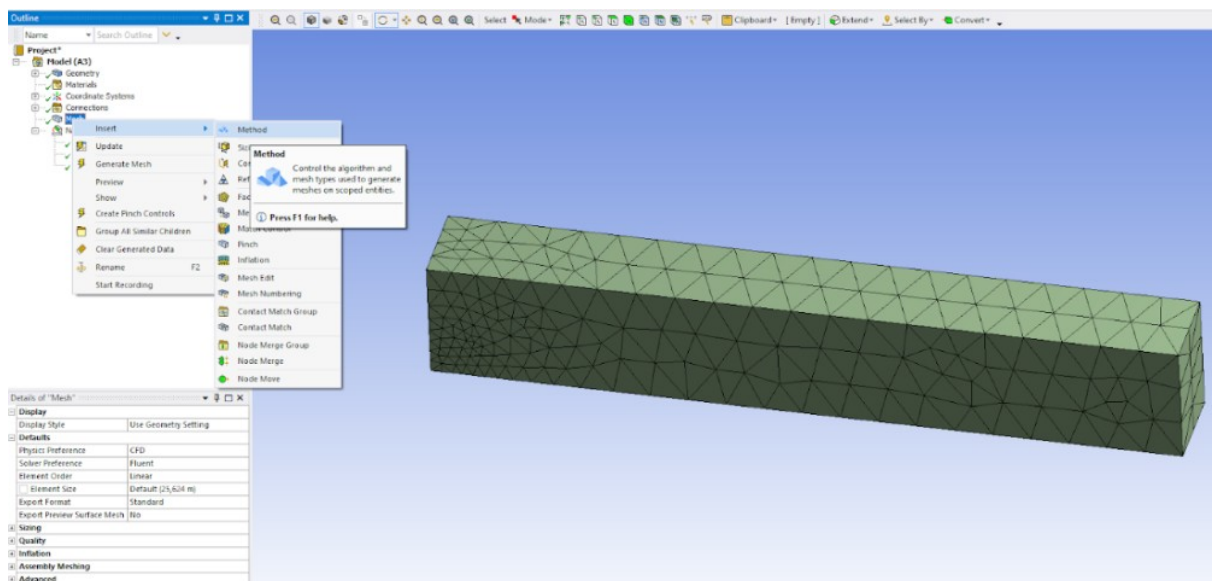 Outline
Name Search Outline
Select Mode Clipboard [Empty] Extend Select By Convert
Project*
Model (A3)
Geometry
Materials
Coordinate Systems
Connections
Insert
Update
Generate Mesh
Preview
Show
Create Pinch Controls
Group All Similar Children
Clear Generated Data
Rename F2
Start Recording
Method
Method
Control the algorithm and
mesh types used to generate
meshes on scoped entities.
Press F1 for help.
Pinch
Inflation
Mesh Edit
Mesh Numbering
Contact Match Group
Contact Match
Node Merge Group
Node Merge
Node Move
Details of "Mesh"
Display
Display Style Use Geometry Setting
Defaults
Physics Preference CFD
Solver Preference Fluent
Element Order Linear
Element Size Default (25,624 m)
Export Format Standard
Export Preview Surface Mesh No
Sizing
Quality
Inflation
Assembly Meshing
Advanced